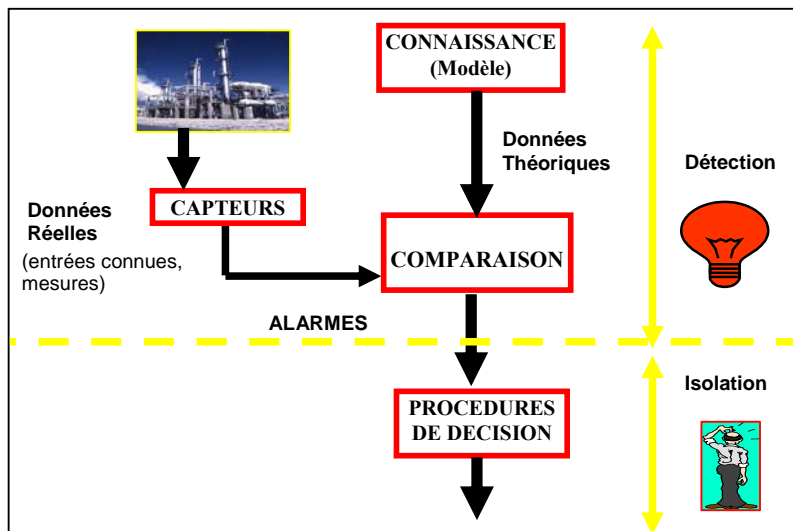 CONNAISSANCE
(Modèle)
Données
Théoriques
Détection
Données
Réelles
(entrées connues,
mesures)
CAPTEURS
COMPARAISON
ALARMES
Isolation
PROCEDURES
DE DECISION